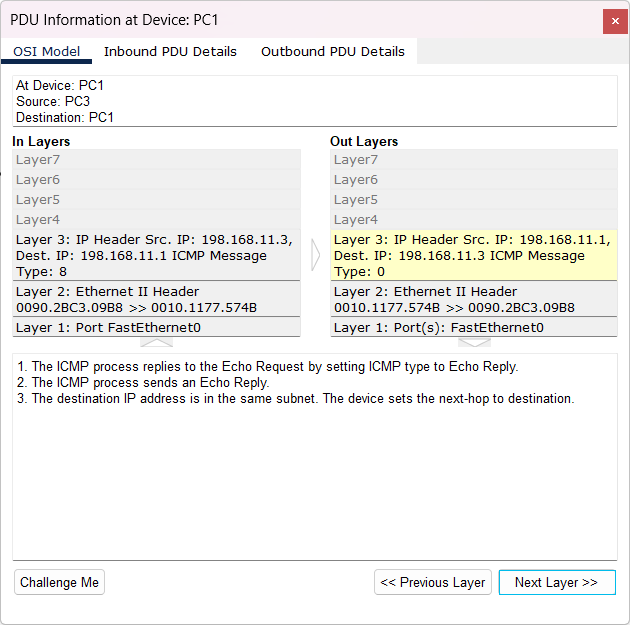 PDU Information at Device: PC1
OSI Model Inbound PDU Details Outbound PDU Details
At Device: PC1
Source: PC3
Destination: PC1
In Layers
Layer7
Layer6
Layer5
Layer4
Layer 3: IP Header Src. IP: 198.168.11.3,
Dest. IP: 198.168.11.1 ICMP Message
Type: 8
Layer 2: Ethernet II Header
0090.2BC3.09B8 >> 0010.1177.574B
Layer 1: Port FastEthernet0
Out Layers
Layer7
Layer6
Layer5
Layer4
Layer 3: IP Header Src. IP: 198.168.11.1,
Dest. IP: 198.168.11.3 ICMP Message
Type: 0
Layer 2: Ethernet II Header
0010.1177.574B >> 0090.2BC3.09B8
Layer 1: Port(s): FastEthernet0
1. The ICMP process replies to the Echo Request by setting ICMP type to Echo Reply.
2. The ICMP process sends an Echo Reply.
3. The destination IP address is in the same subnet. The device sets the next-hop to destination.
Challenge Me
<< Previous Layer
Next Layer >>